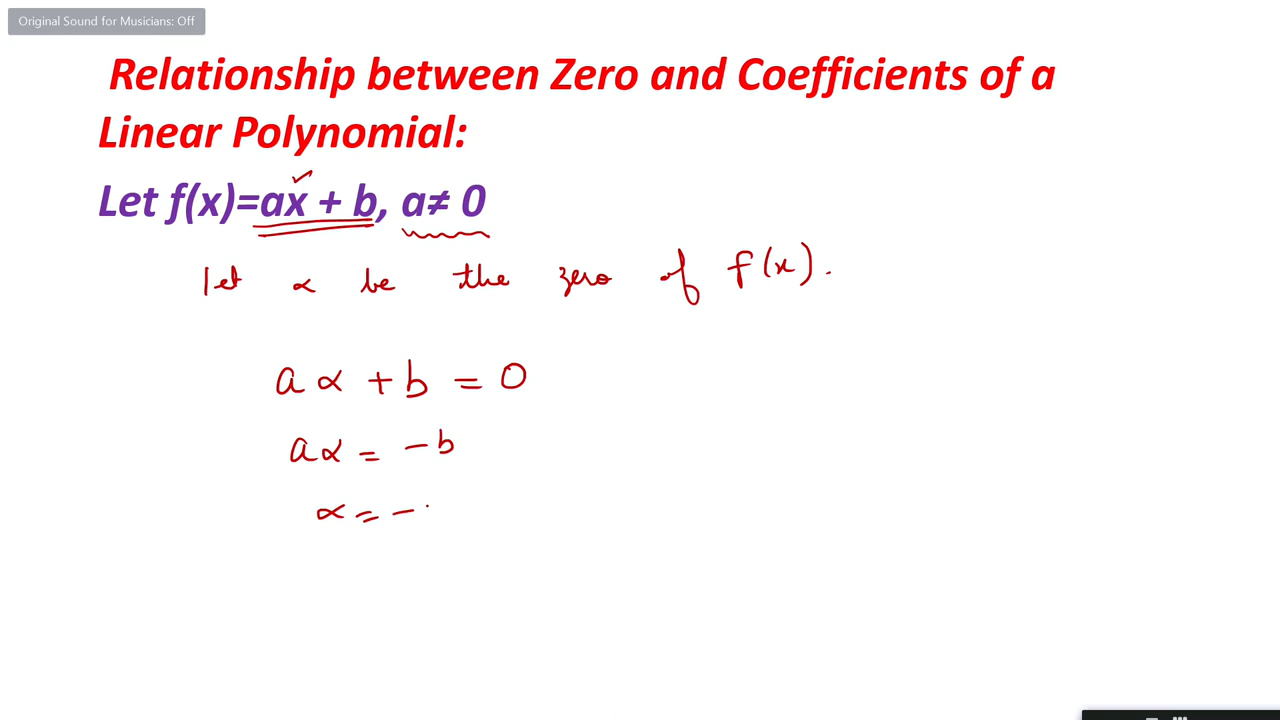 Original Sound for Musicians: Off
Relationship between Zero and Coefficients of a
Linear Polynomial:
Let f(x)=ax + b, a≠ 0
let α be the zero of f(x).
aα + b = 0
aα = -b
α = -